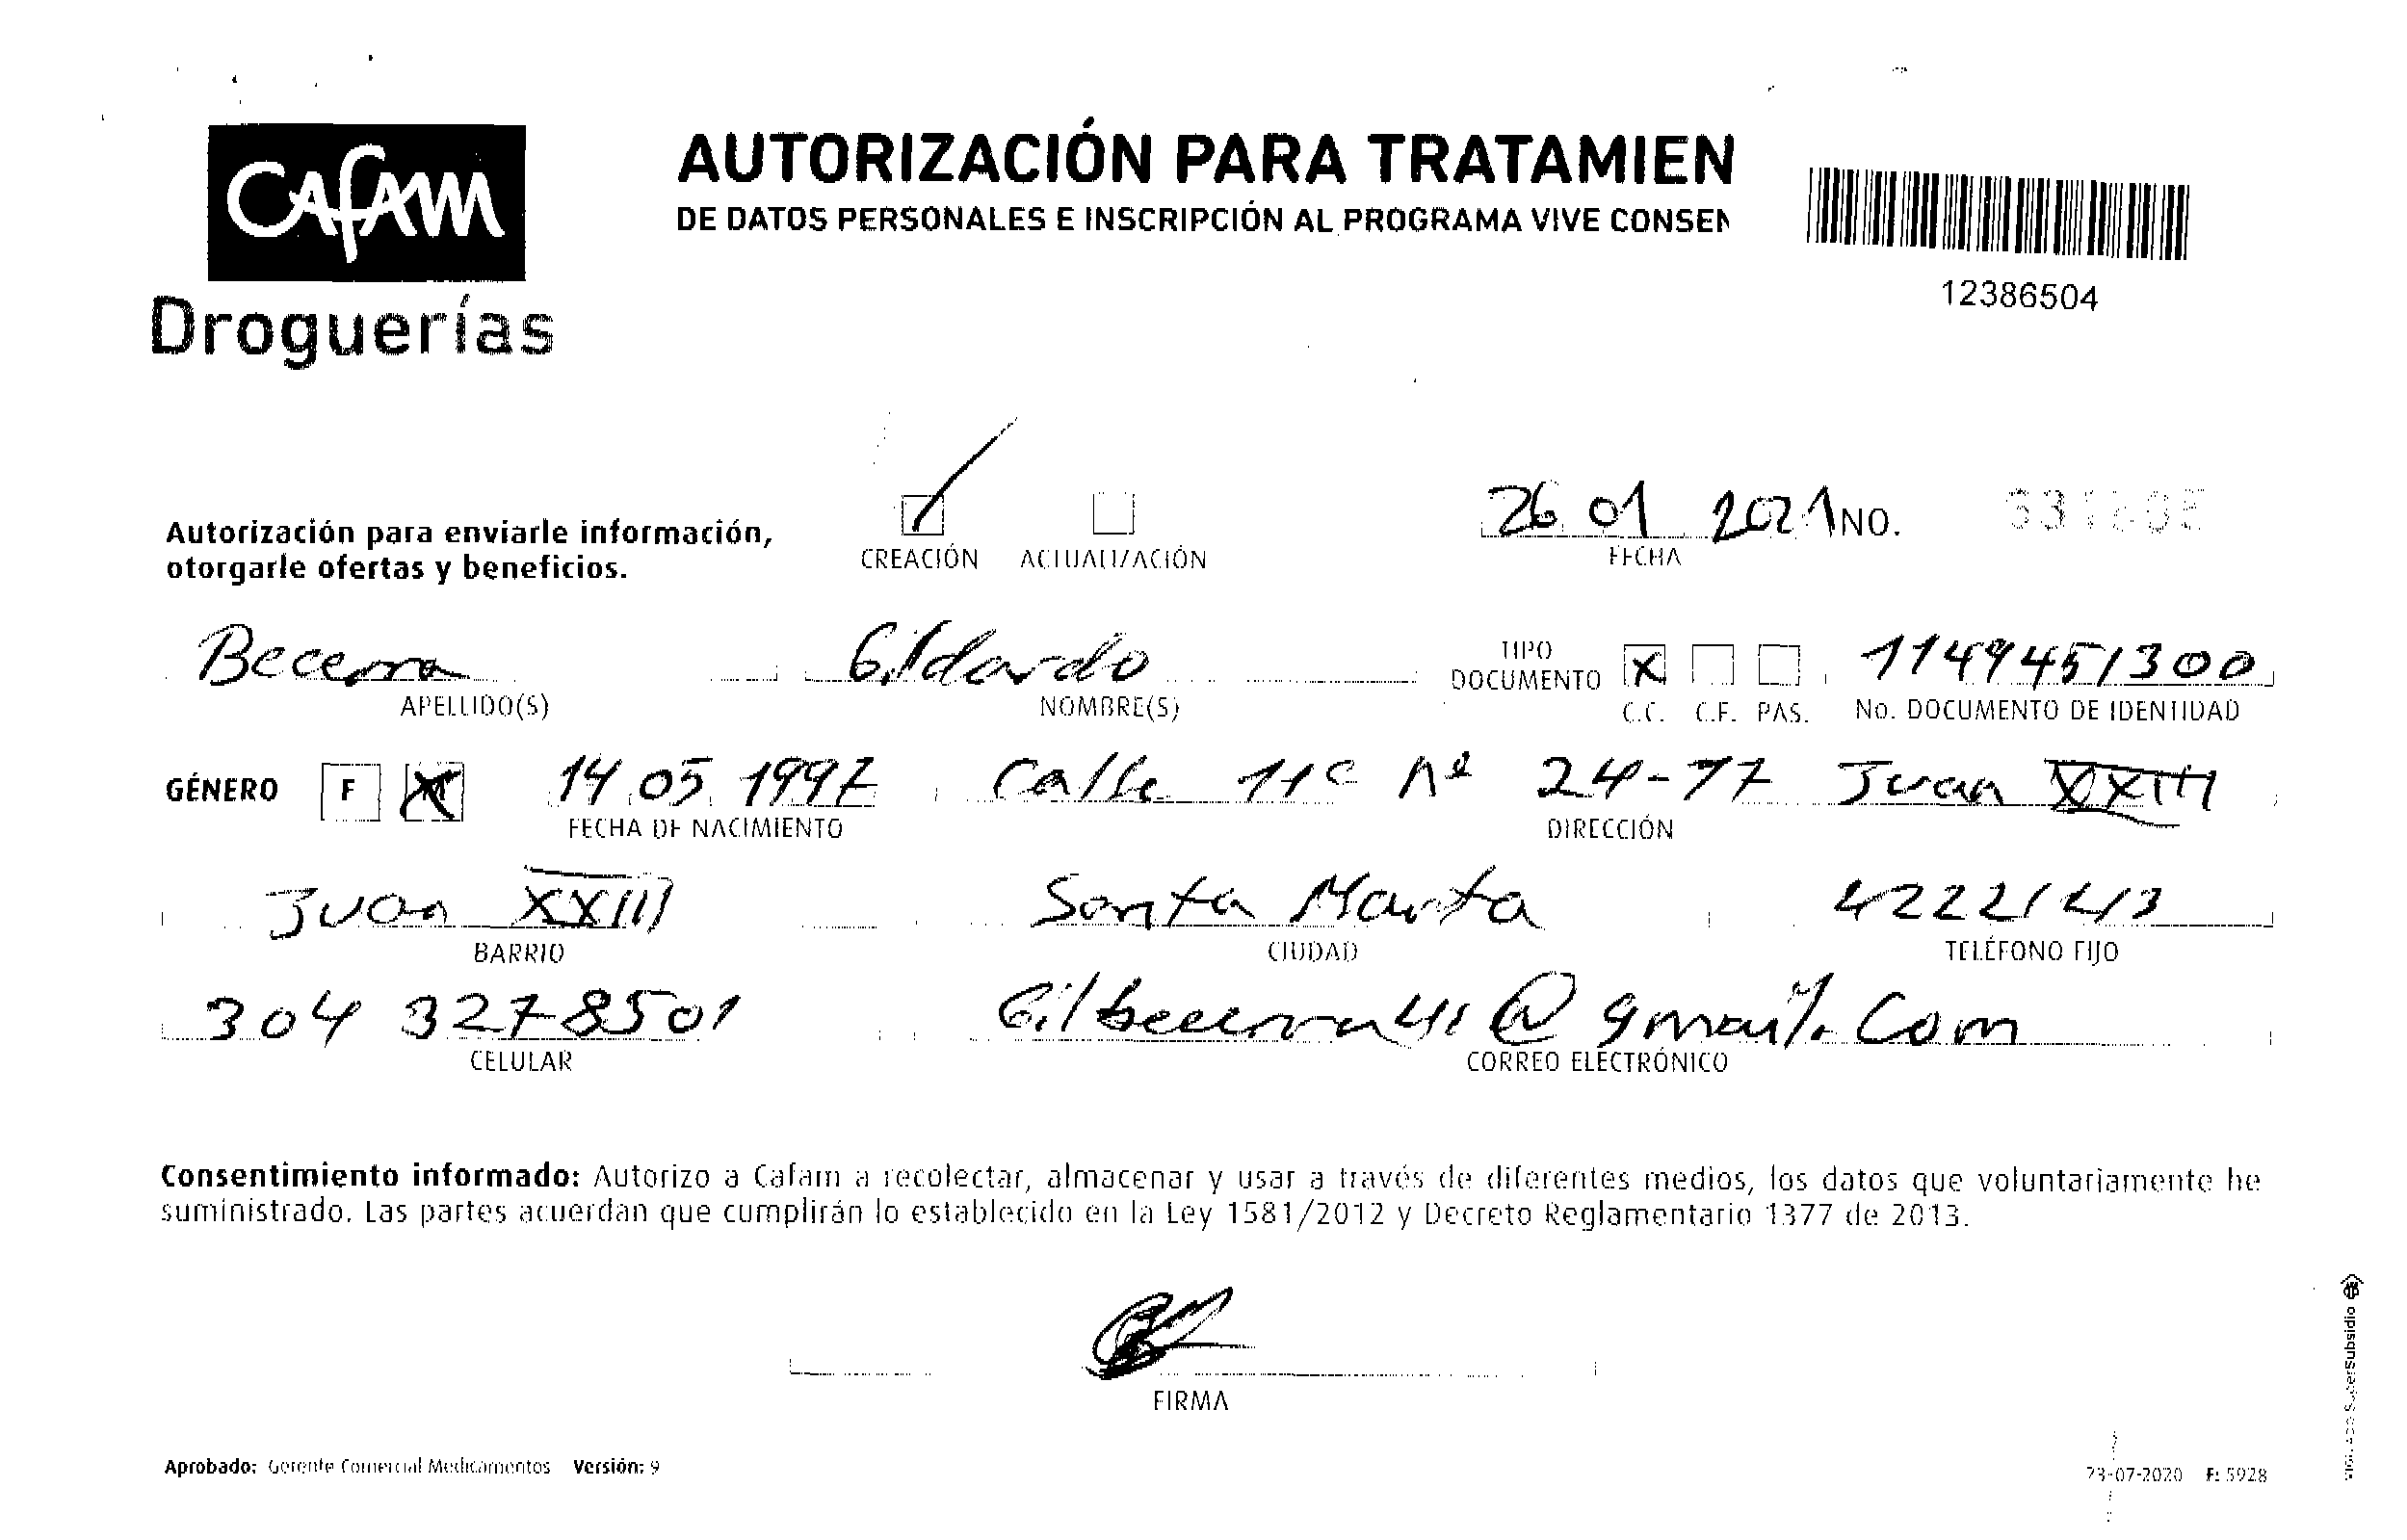 CAFAM
Droguerías
AUTORIZACIÓN PARA TRATAMIEN
DE DATOS PERSONALES E INSCRIPCIÓN AL PROGRAMA VIVE CONSEN
12386504
Autorización para enviarle información,
otorgarle ofertas y beneficios.
CREACIÓN ACTUALIZACIÓN
26 01 2021 NO.
FECHA
Becerra Gildardo TIPO DOCUMENTO X 1149451300
APELLIDO(S) NOMBRE(S) C.C. C.E. PAS. No. DOCUMENTO DE IDENTIDAD
GÉNERO F 14 05 1997 Calle 11c Nº 24-77 Juan XXIII
FECHA DE NACIMIENTO DIRECCIÓN
Juan XXIII Santa Marta 4222143
BARRIO CIUDAD TELÉFONO FIJO
304 3278501 @gmail.com
CELULAR CORREO ELECTRÓNICO
Consentimiento informado: Autorizo a Cafam a recolectar, almacenar y usar a través de diferentes medios, los datos que voluntariamente he
suministrado. Las partes acuerdan que cumplirán lo establecido en la Ley 1581/2012 y Decreto Reglamentario 1377 de 2013.
FIRMA
Aprobado: Gerente Comercial Medicamentos Versión: 9
23-07-2020 F: 5928
SuperSubsidio